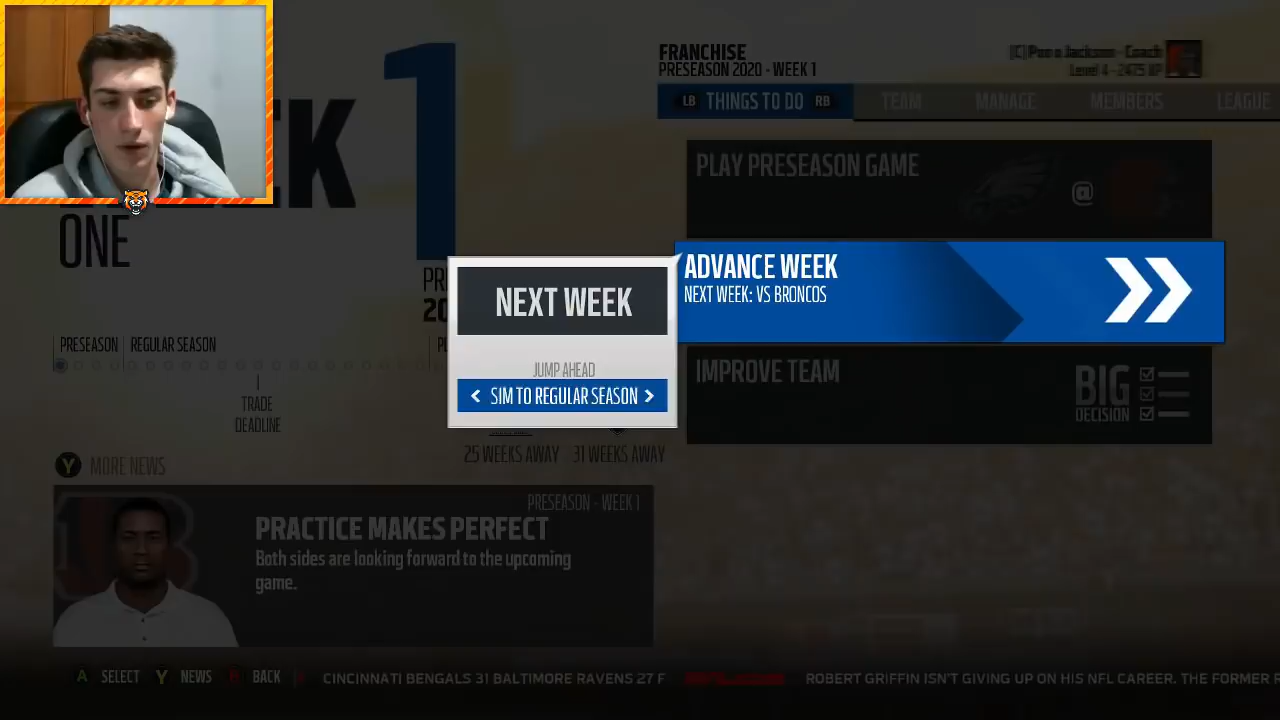 1
ONE
FRANCHISE
PRESEASON 2020 - WEEK 1
Level 4 - 2475 XP
LB THINGS TO DO RB
TEAM
MANAGE
MEMBERS
LEAGUE
PLAY PRESEASON GAME
@
ADVANCE WEEK
NEXT WEEK: VS BRONCOS
NEXT WEEK
JUMP AHEAD
< SIM TO REGULAR SEASON >
IMPROVE TEAM
BIG
DECISION
PRESEASON
REGULAR SEASON
TRADE
DEADLINE
25 WEEKS AWAY
31 WEEKS AWAY
Y MORE NEWS
PRESEASON - WEEK 1
PRACTICE MAKES PERFECT
Both sides are looking forward to the upcoming
game.
A SELECT Y NEWS B BACK
CINCINNATI BENGALS 31 BALTIMORE RAVENS 27 F
ROBERT GRIFFIN ISN'T GIVING UP ON HIS NFL CAREER. THE FORMER